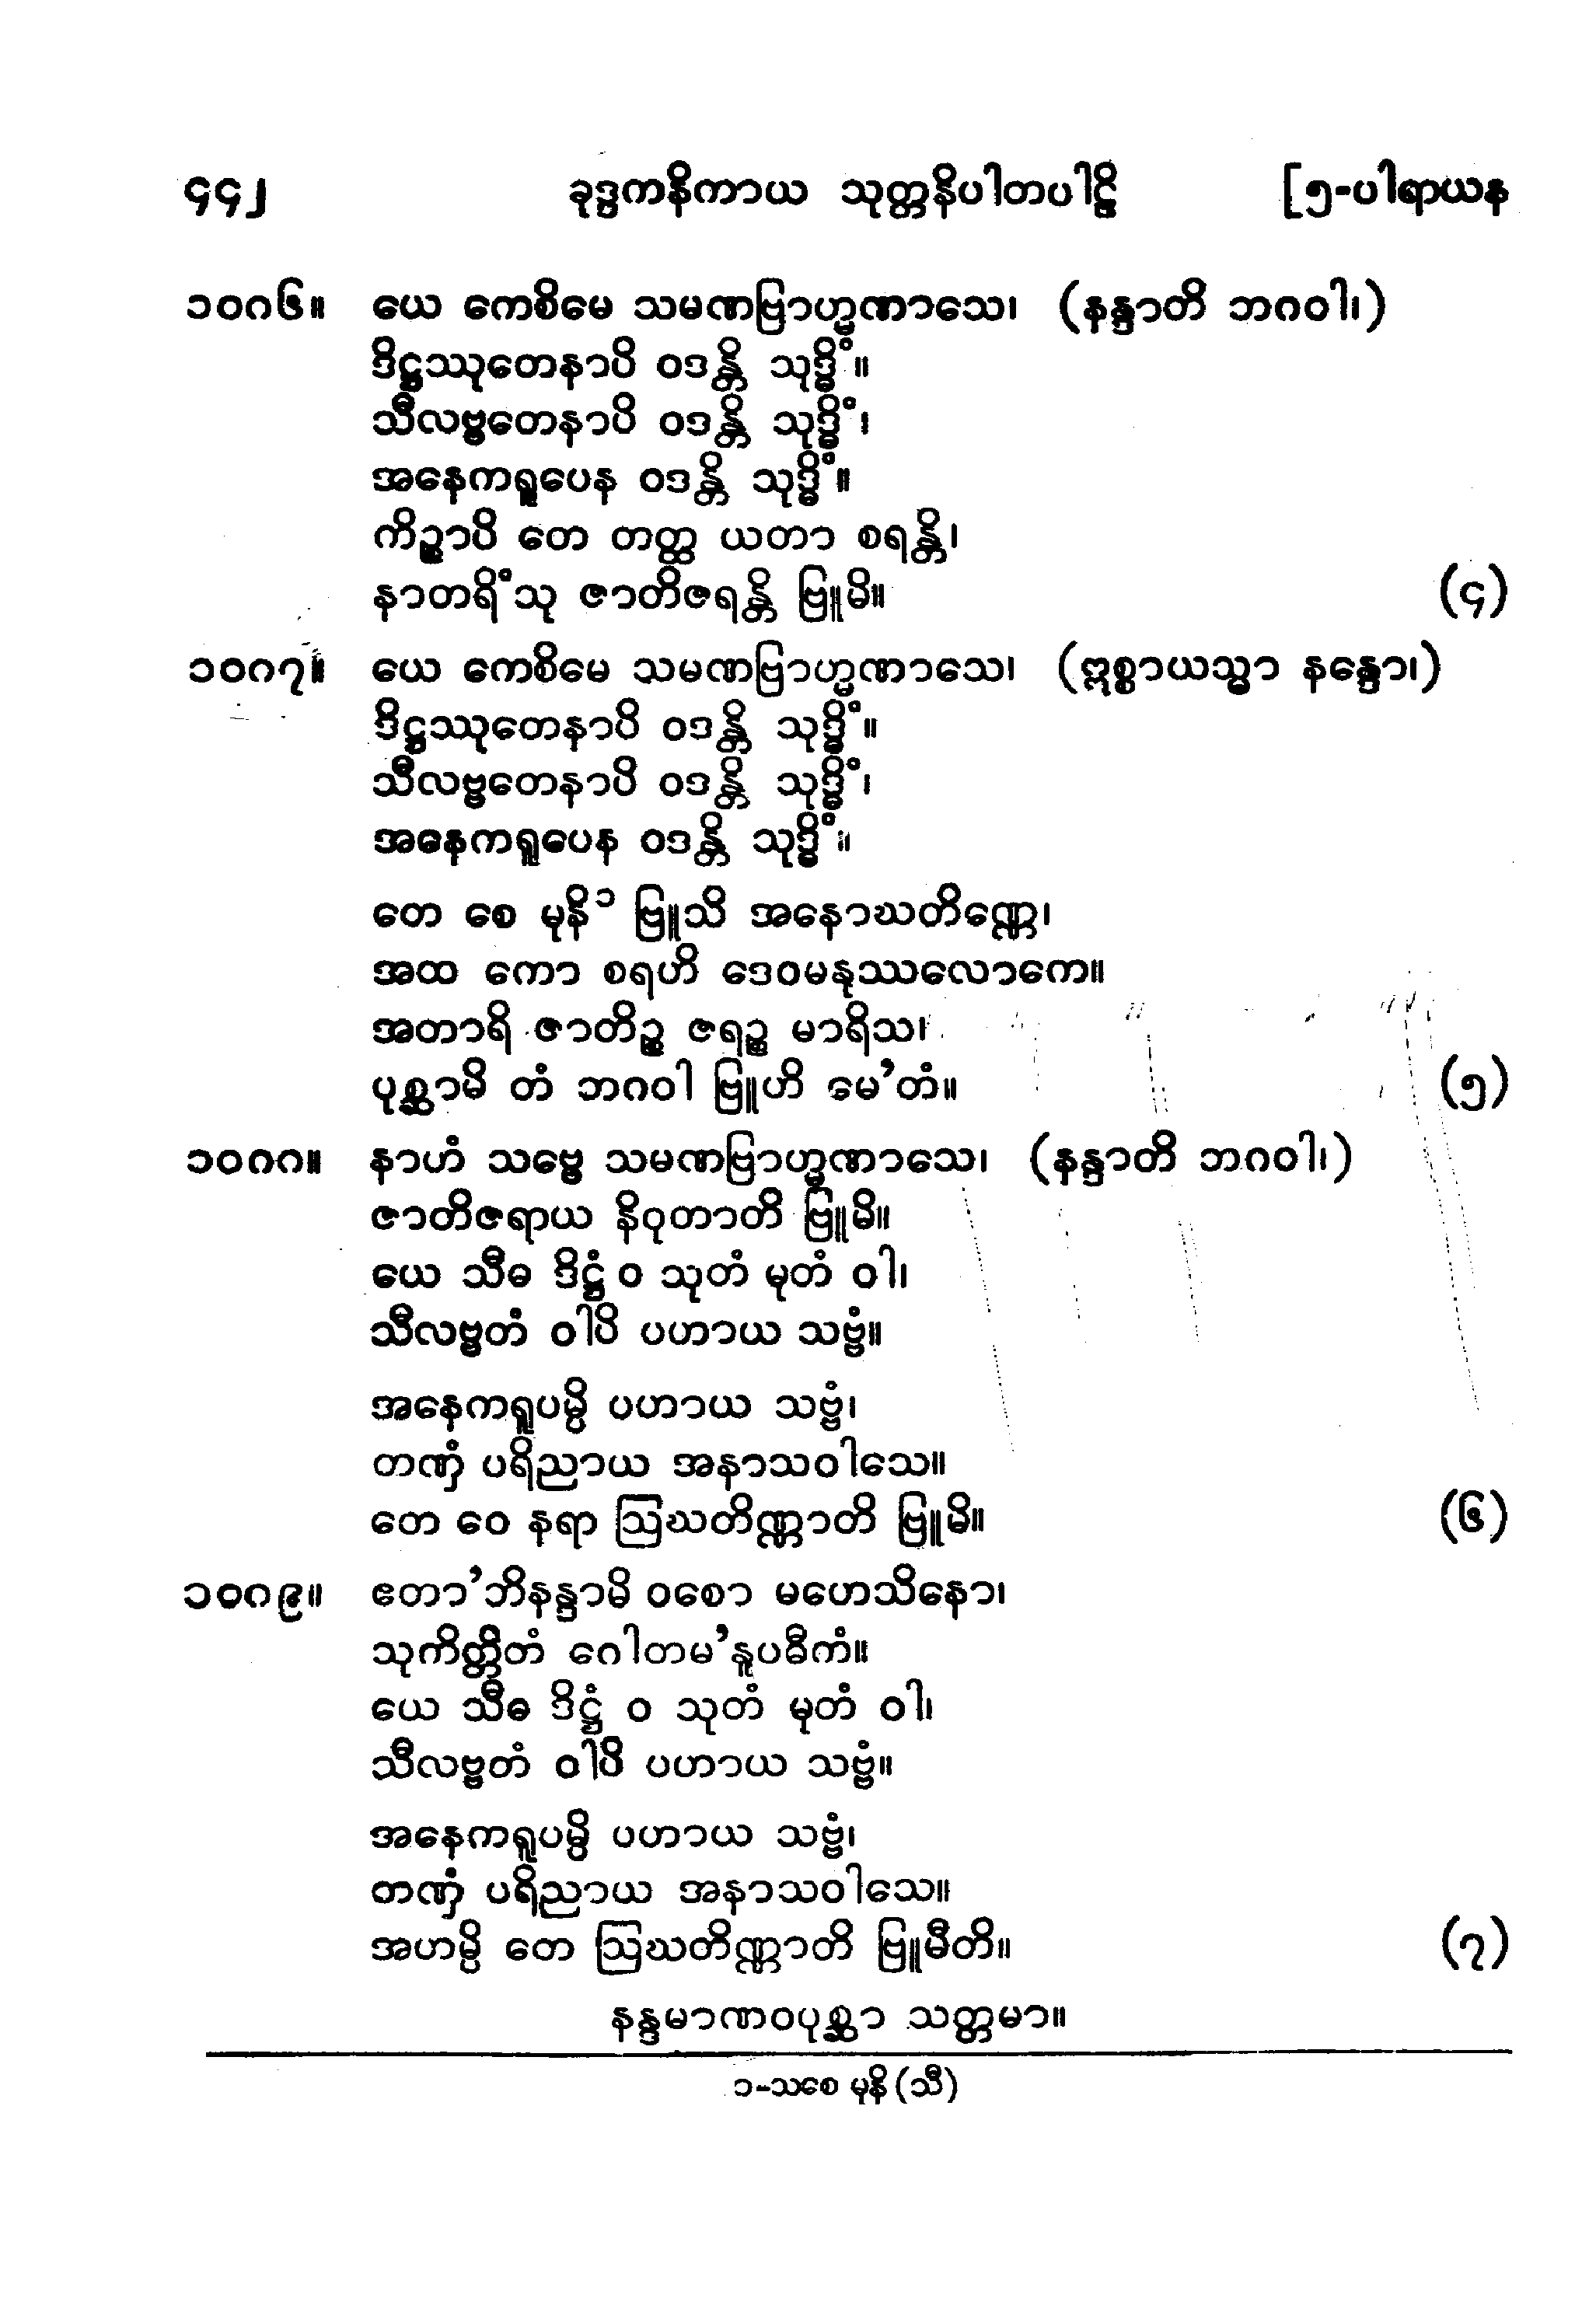 ၄၄၂ ခုဒ္ဒကနိကာယ သုတ္တနိပါတပါဠိ [၅-ပါရာယန
၁၀၈၆။ ယေ ကေစိမေ သမဏဗြာဟ္မဏာသေ၊ (နန္ဒာတိ ဘဂဝါ၊)
ဒိဋ္ဌဿုတေနာပိ ဝဒန္တိ သုဒ္ဓိံ။
သီလဗ္ဗတေနာပိ ဝဒန္တိ သုဒ္ဓိံ၊
အနေကရူပေန ဝဒန္တိ သုဒ္ဓိံ။
ကိဉ္စာပိ တေ တတ္ထ ယတာ စရန္တိ၊
နာတရိံသု ဇာတိဇရန္တိ ဗြူမိ။ (၄)
၁၀၈၇။ ယေ ကေစိမေ သမဏဗြာဟ္မဏာသေ၊ (ဣစ္စာယသ္မာ နန္ဒော၊)
ဒိဋ္ဌဿုတေနာပိ ဝဒန္တိ သုဒ္ဓိံ။
သီလဗ္ဗတေနာပိ ဝဒန္တိ သုဒ္ဓိံ၊
အနေကရူပေန ဝဒန္တိ သုဒ္ဓိံ။
တေ စေ မုနိ၁ ဗြူသိ အနောဃတိဏ္ဏေ၊
အထ ကော စရဟိ ဒေဝမနုဿလောကေ။
အတာရိ ဇာတိဉ္စ ဇရဉ္စ မာရိသ၊
ပုစ္ဆာမိ တံ ဘဂဝါ ဗြူဟိ မေ’တံ။ (၅)
၁၀၈၈။ နာဟံ သဗ္ဗေ သမဏဗြာဟ္မဏာသေ၊ (နန္ဒာတိ ဘဂဝါ၊)
ဇာတိဇရာယ နိဝုတာတိ ဗြူမိ။
ယေ သီဓ ဒိဋ္ဌံ ဝ သုတံ မုတံ ဝါ၊
သီလဗ္ဗတံ ဝါပိ ပဟာယ သဗ္ဗံ။
အနေကရူပမ္ပိ ပဟာယ သဗ္ဗံ၊
တဏှံ ပရိညာယ အနာသဝါသေ။
တေ ဝေ နရာ ဩဃတိဏ္ဏာတိ ဗြူမိ။ (၆)
၁၀၈၉။ ဧတာ’ဘိနန္ဒာမိ ဝစော မဟေသိနော၊
သုကိတ္တိတံ ဂေါတမ’နူပဓီကံ။
ယေ သီဓ ဒိဋ္ဌံ ဝ သုတံ မုတံ ဝါ၊
သီလဗ္ဗတံ ဝါပိ ပဟာယ သဗ္ဗံ။
အနေကရူပမ္ပိ ပဟာယ သဗ္ဗံ၊
တဏှံ ပရိညာယ အနာသဝါသေ။
အဟမ္ပိ တေ ဩဃတိဏ္ဏာတိ ဗြူမီတိ။ (၇)
နန္ဒမာဏဝပုစ္ဆာ သတ္တမာ။
၁-သစေ မုနိ (သီ)